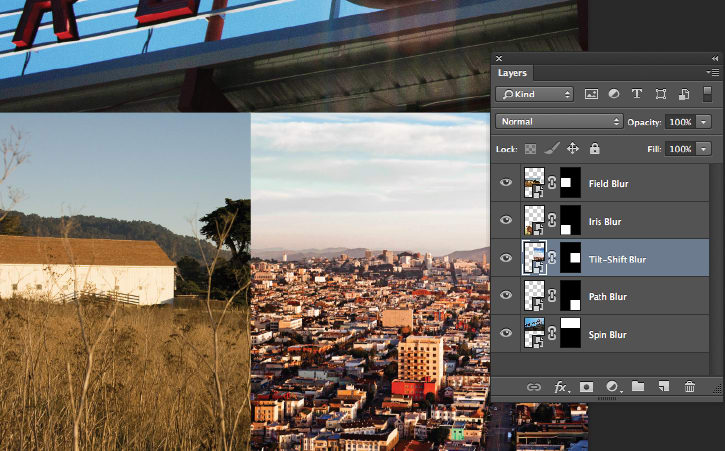 Layers
Kind
Normal
Opacity: 100%
Lock:
Fill: 100%
Field Blur
Iris Blur
Tilt-Shift Blur
Path Blur
Spin Blur
fx